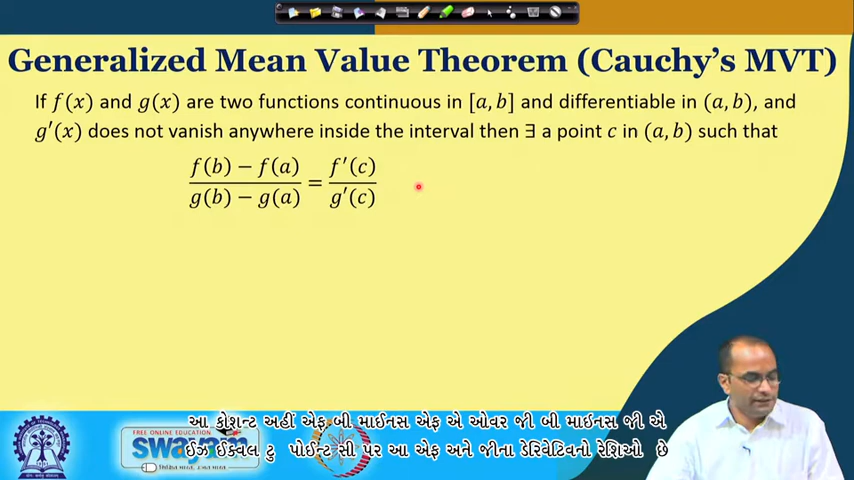 Generalized Mean Value Theorem (Cauchy's MVT)
If f(x) and g(x) are two functions continuous in [a, b] and differentiable in (a, b), and
g′(x) does not vanish anywhere inside the interval then ∃ a point c in (a, b) such that
f(b) − f(a) / g(b) − g(a) = f′(c) / g′(c)
FREE ONLINE EDUCATION
swayam
આ કોશન્ટ અહીં એફ બી માઈનસ એફ એ ઓવર જી બી માઇનસ જી એ
ઈઝ ઈક્વલ ટુ પોઈન્ટ સી પર આ એફ અને જીના ડેરિવેટિવનો રેશિઓ છે